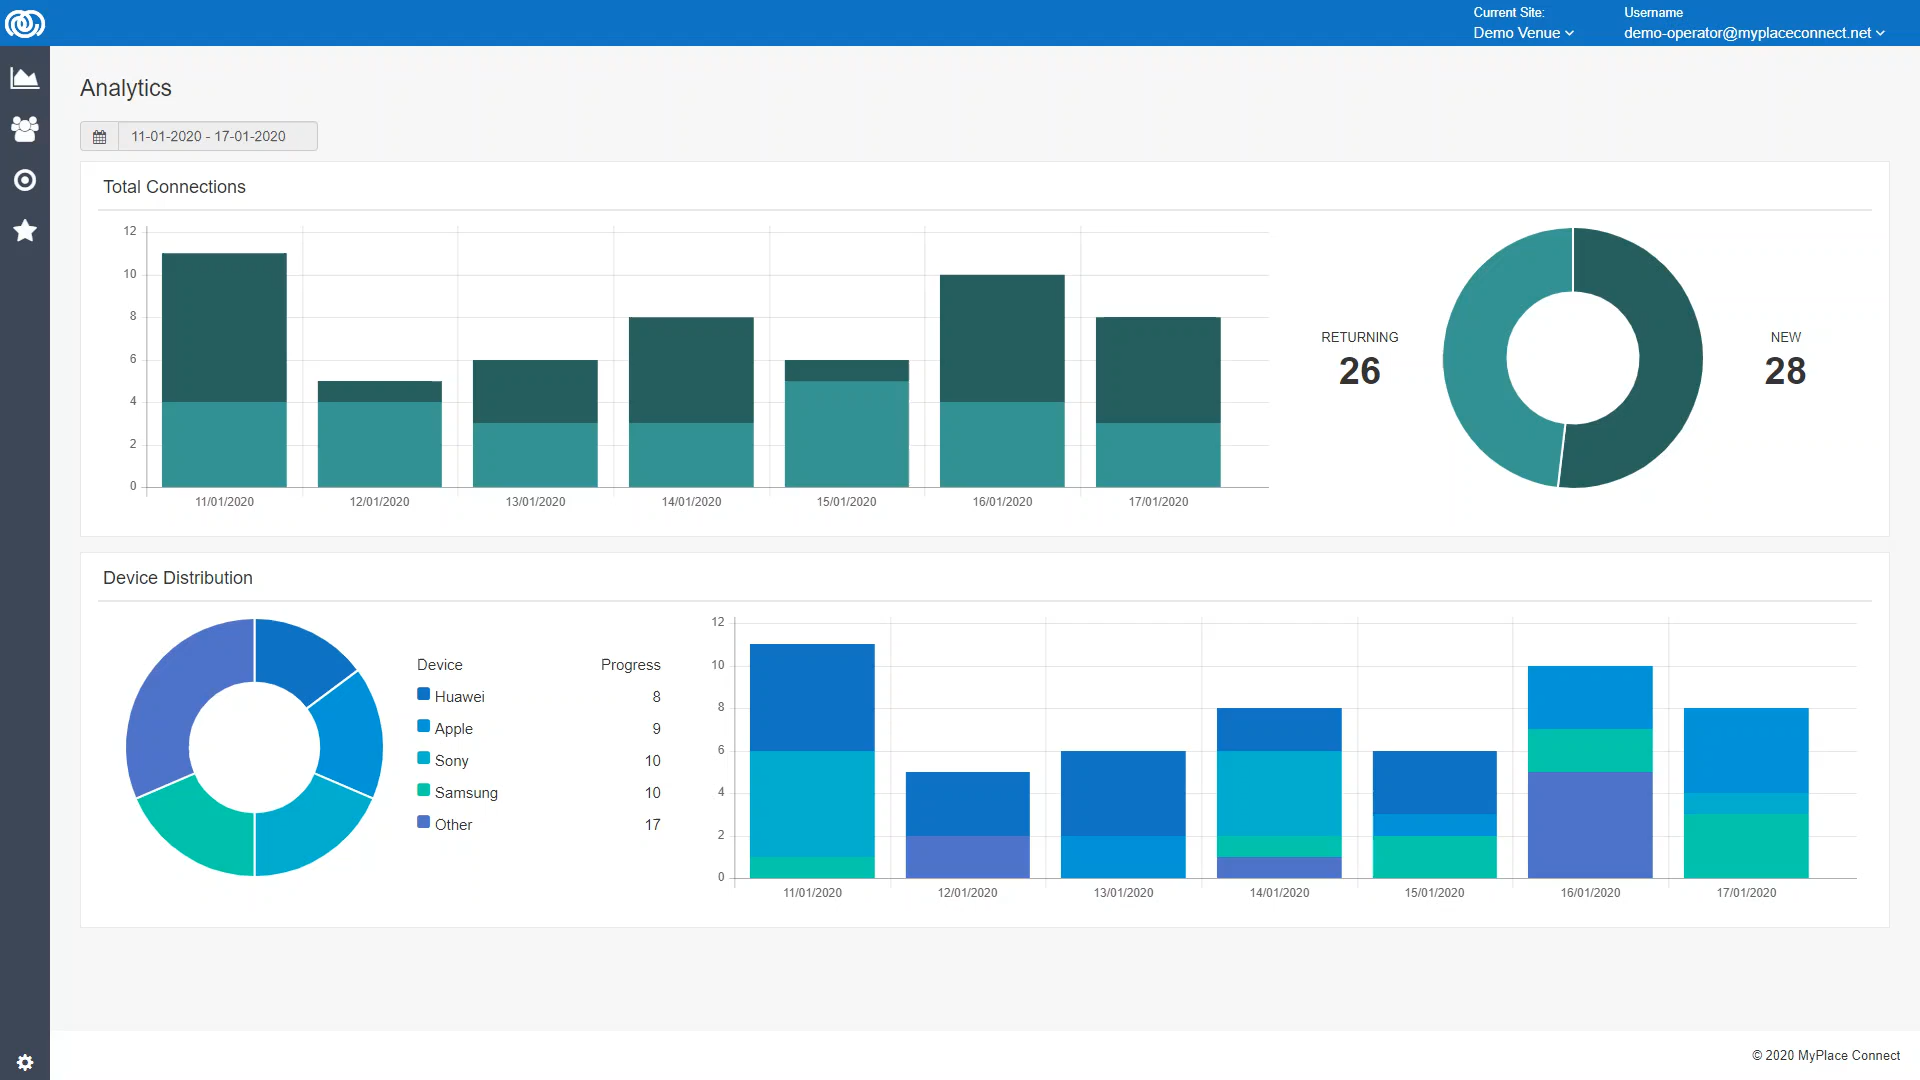 Current Site:
Demo Venue
Username
demo-operator@myplaceconnect.net
Analytics
11-01-2020 - 17-01-2020
Total Connections
12
10
8
6
4
2
0
11/01/2020
12/01/2020
13/01/2020
14/01/2020
15/01/2020
16/01/2020
17/01/2020
RETURNING
26
NEW
28
Device Distribution
Device Progress
Huawei 8
Apple 9
Sony 10
Samsung 10
Other 17
12
10
8
6
4
2
0
11/01/2020
12/01/2020
13/01/2020
14/01/2020
15/01/2020
16/01/2020
17/01/2020
© 2020 MyPlace Connect